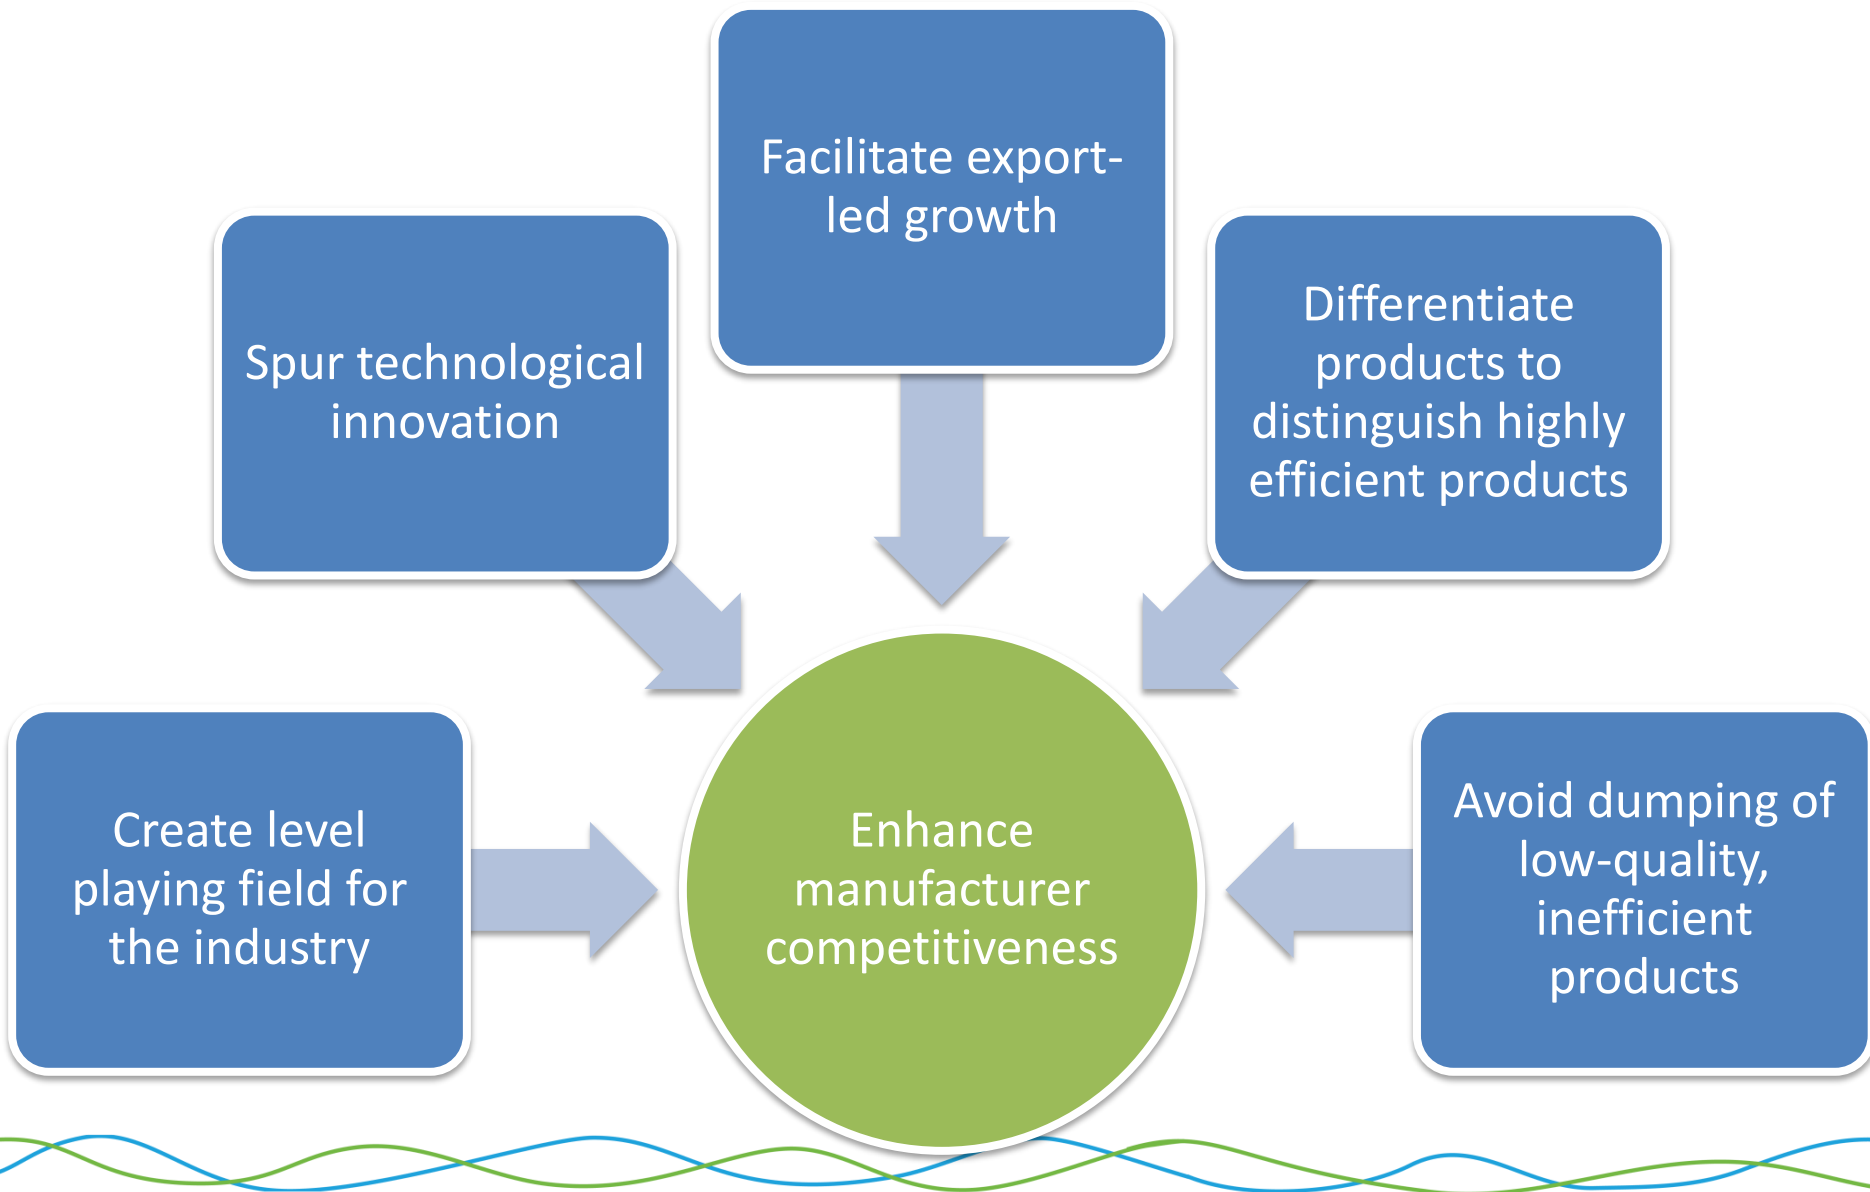 Facilitate export-
led growth
Spur technological
innovation
Differentiate
products to
distinguish highly
efficient products
Create level
playing field for
the industry
Enhance
manufacturer
competitiveness
Avoid dumping of
low-quality,
inefficient
products